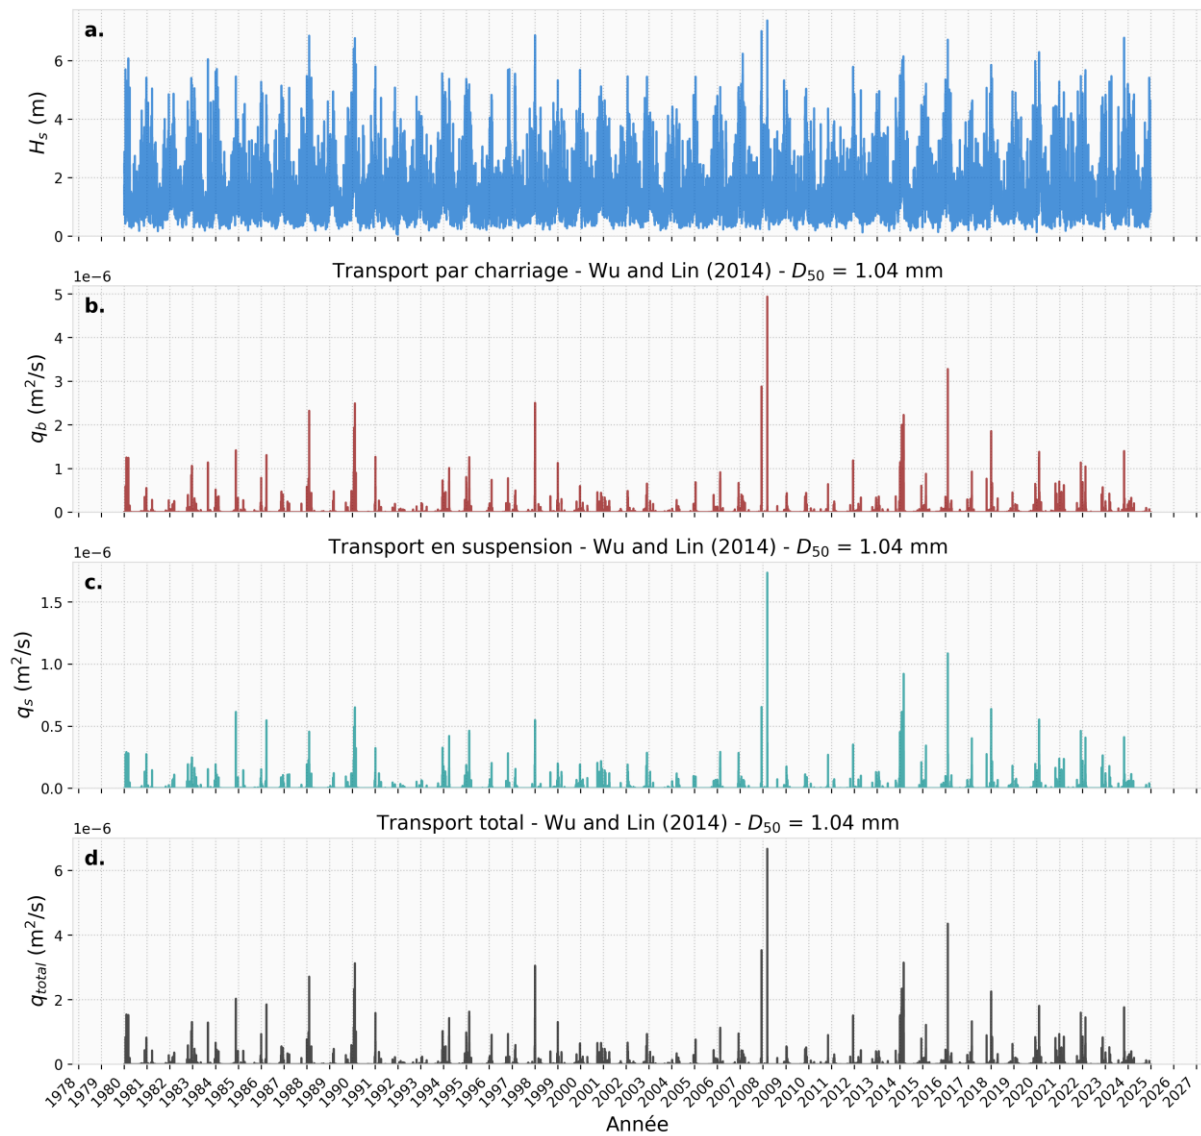 a.
H_s (m)
6
4
2
0
Transport par charriage - Wu and Lin (2014) - D₅₀ = 1.04 mm
1e−6
b.
q_b (m²/s)
5
4
3
2
1
0
Transport en suspension - Wu and Lin (2014) - D₅₀ = 1.04 mm
1e−6
c.
q_s (m²/s)
1.5
1.0
0.5
0.0
Transport total - Wu and Lin (2014) - D₅₀ = 1.04 mm
1e−6
d.
q_total (m²/s)
6
4
2
0
1978 1979 1980 1981 1982 1983 1984 1985 1986 1987 1988 1989 1990 1991 1992 1993 1994 1995 1996 1997 1998 1999 2000 2001 2002 2003 2004 2005 2006 2007 2008 2009 2010 2011 2012 2013 2014 2015 2016 2017 2018 2019 2020 2021 2022 2023 2024 2025 2026 2027
Année